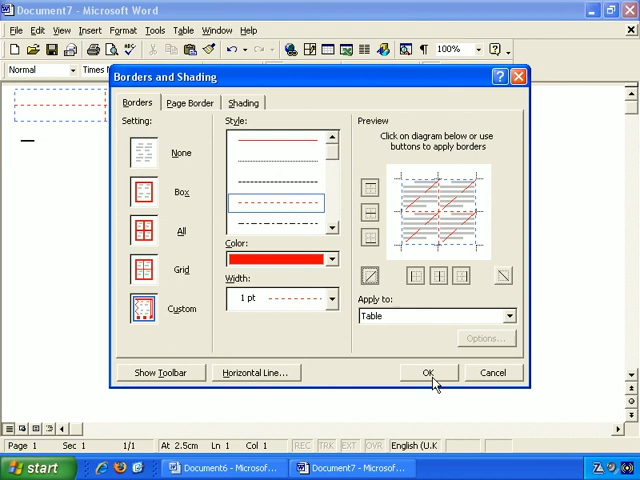 Document7 - Microsoft Word
File Edit View Insert Format Tools Table Window Help
100%
Normal Times N
Borders and Shading
Borders Page Border Shading
Setting:
None
Box
All
Grid
Custom
Style:
Color:
Width:
1 pt
Preview
Click on diagram below or use
buttons to apply borders
Apply to:
Table
Options...
Show Toolbar Horizontal Line... OK Cancel
Page 1 Sec 1 1/1 At 2.5cm Ln 1 Col 1 REC TRK EXT OVR English (U.K
start Document6 - Microsof... Document7 - Microsof...